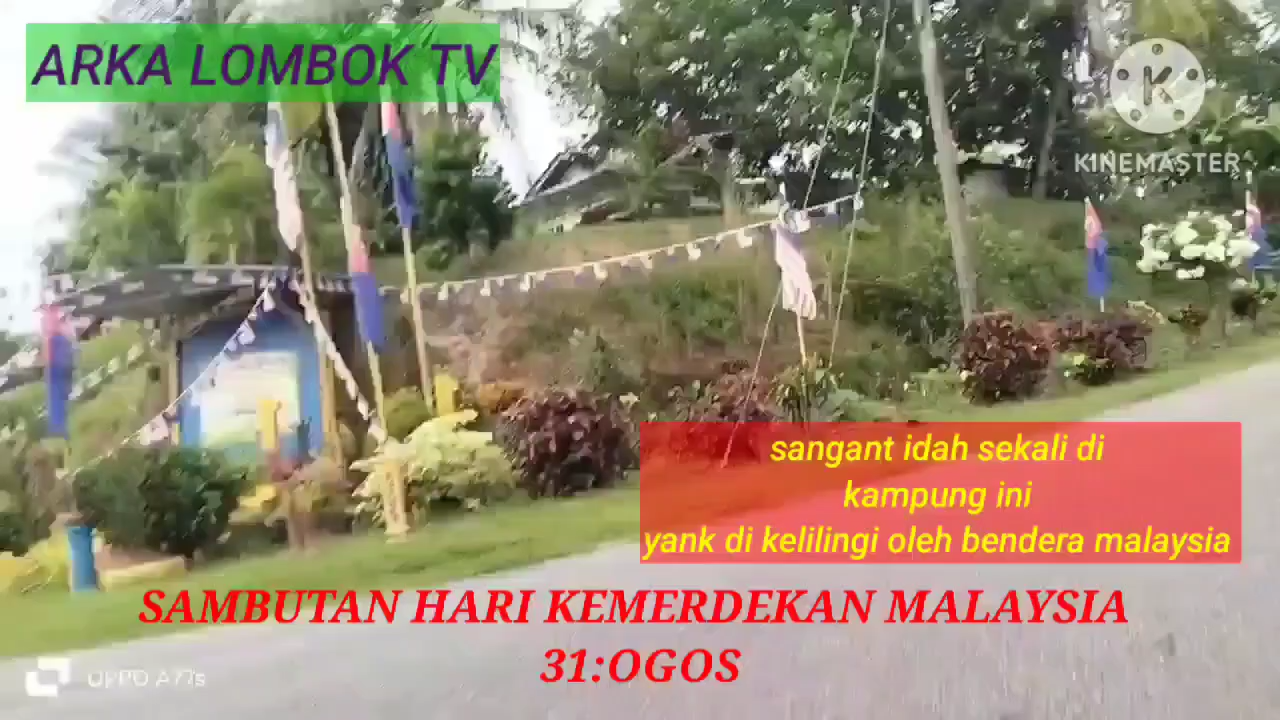 ARKA LOMBOK TV
K
KINEMASTER
sangant idah sekali di
kampung ini
yank di kelilingi oleh bendera malaysia
SAMBUTAN HARI KEMERDEKAN MALAYSIA
31:OGOS
OPPO A77s